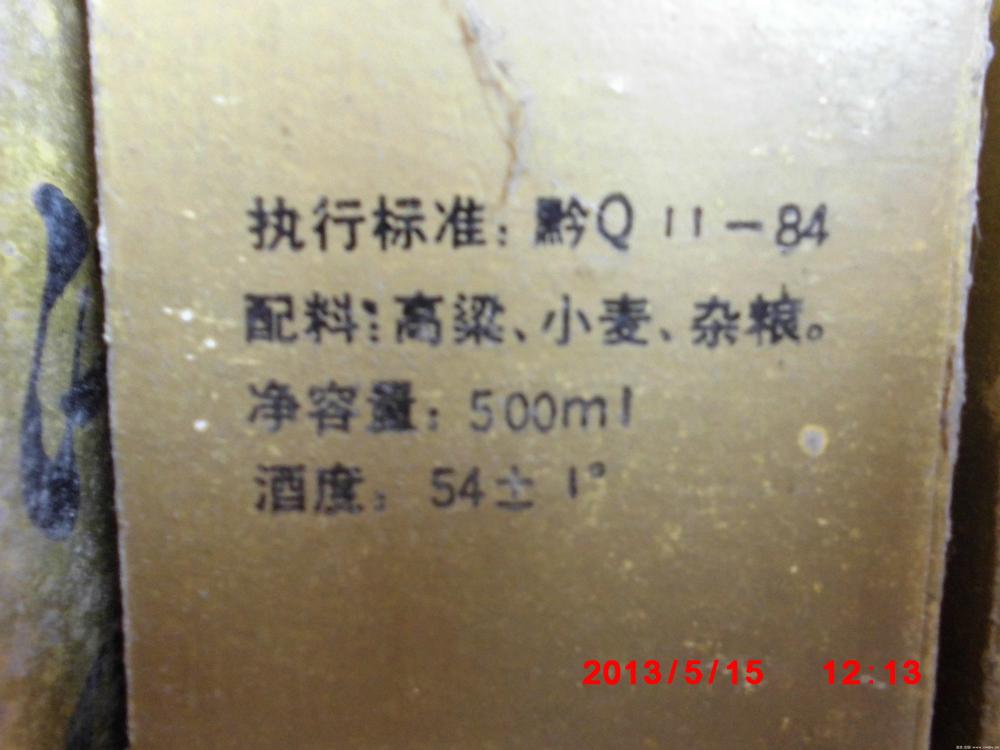 执行标准：黔Q 11－84
配料：高粱、小麦、杂粮。
净容量：500ml
酒度：54±1°
2013/5/15 12:13